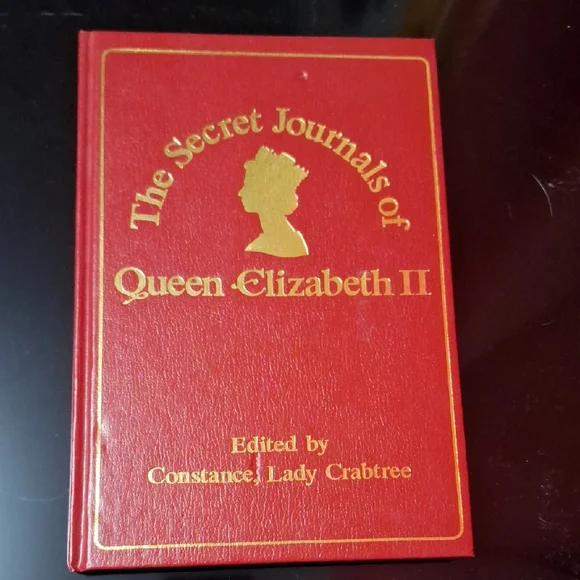 The Secret Journals of
Queen Elizabeth II
Edited by
Constance, Lady Crabtree